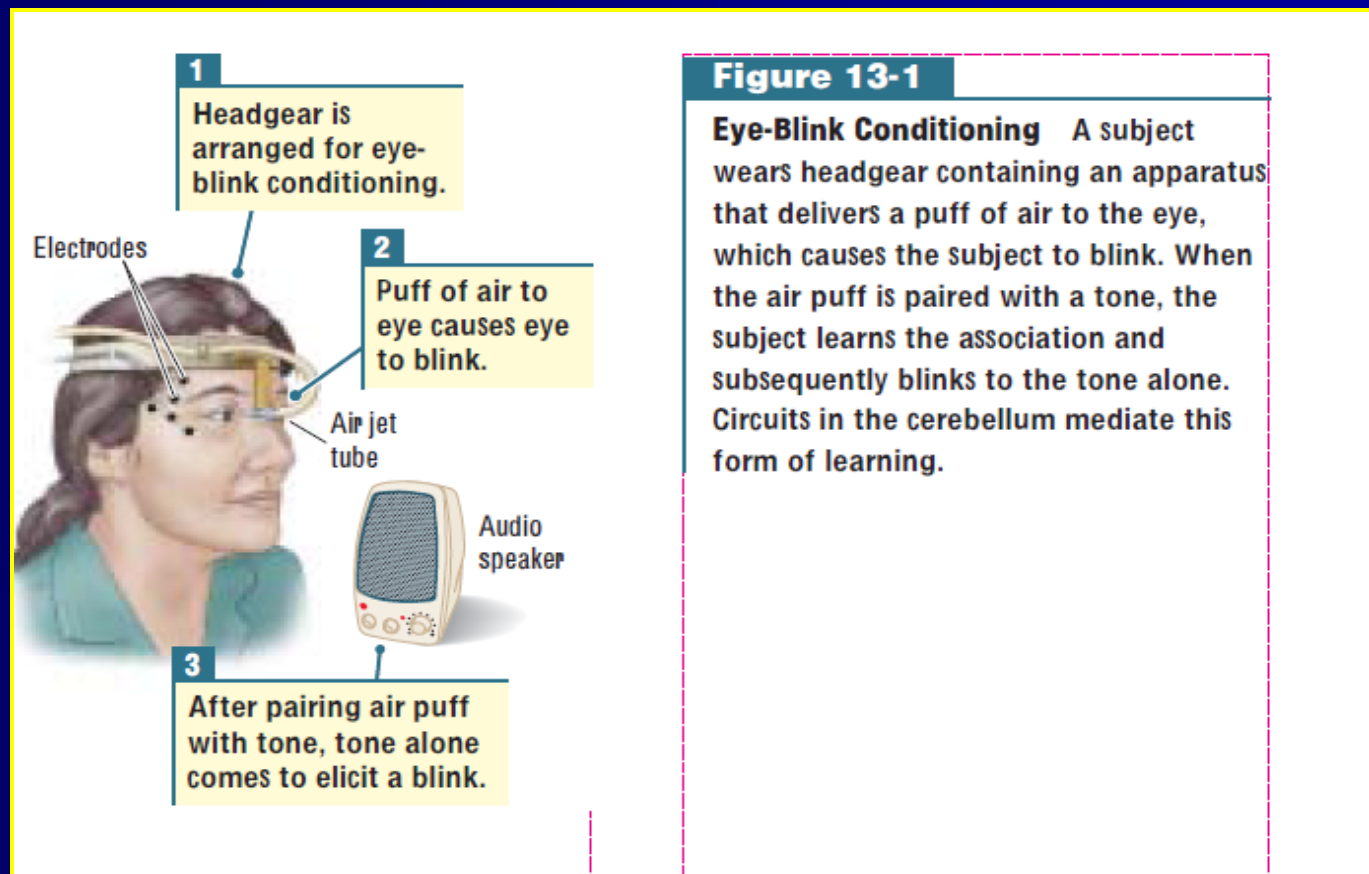 1
Headgear is
arranged for eye-
blink conditioning.
Electrodes
2
Puff of air to
eye causes eye
to blink.
Air jet
tube
Audio
speaker
3
After pairing air puff
with tone, tone alone
comes to elicit a blink.
Figure 13-1
Eye-Blink Conditioning A subject
wears headgear containing an apparatus
that delivers a puff of air to the eye,
which causes the subject to blink. When
the air puff is paired with a tone, the
subject learns the association and
subsequently blinks to the tone alone.
Circuits in the cerebellum mediate this
form of learning.